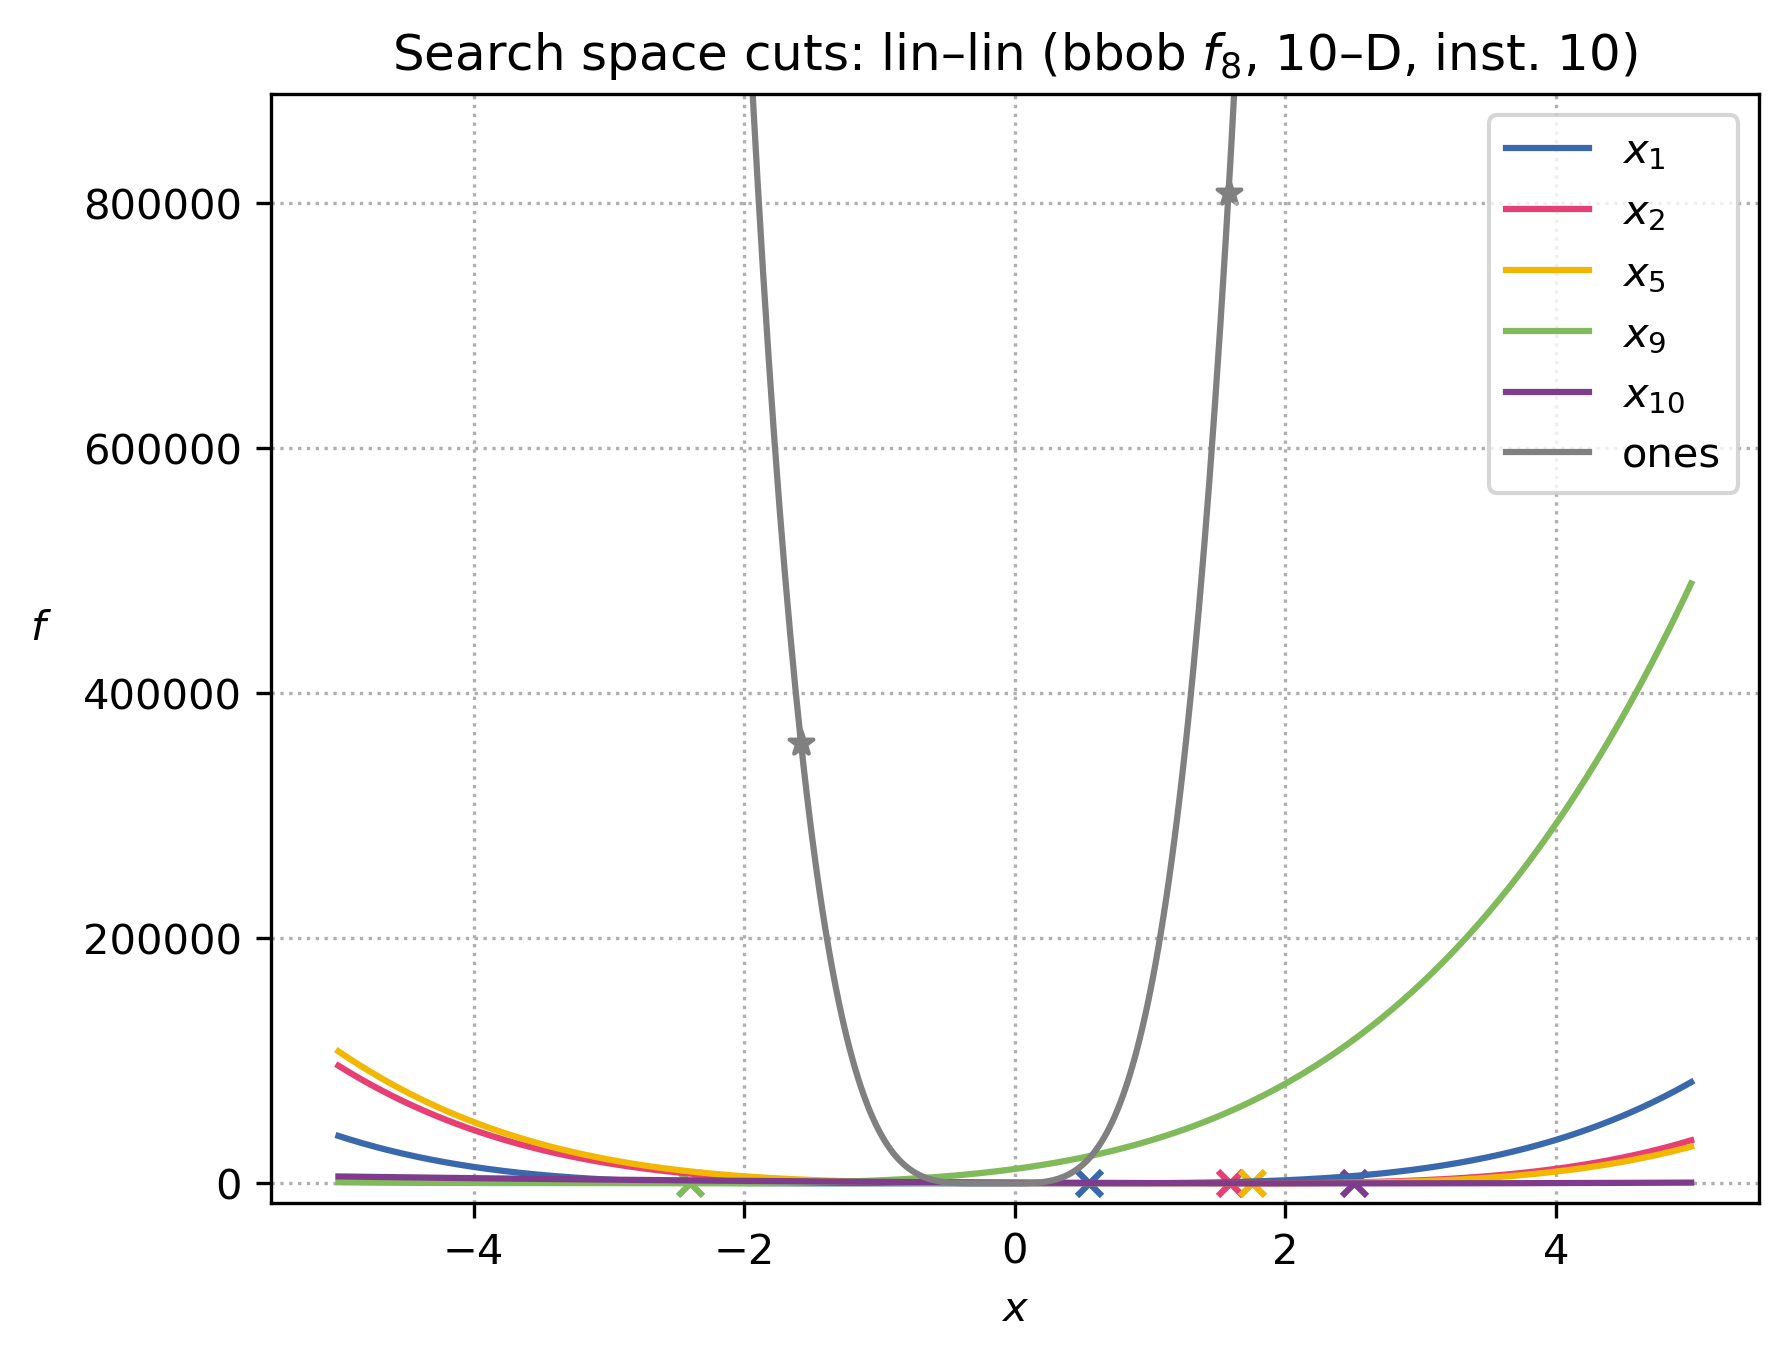 Search space cuts: lin–lin (bbob f₈, 10–D, inst. 10)
x₁
x₂
x₅
x₉
x₁₀
ones
800000
600000
400000
200000
0
f
−4 −2 0 2 4
x